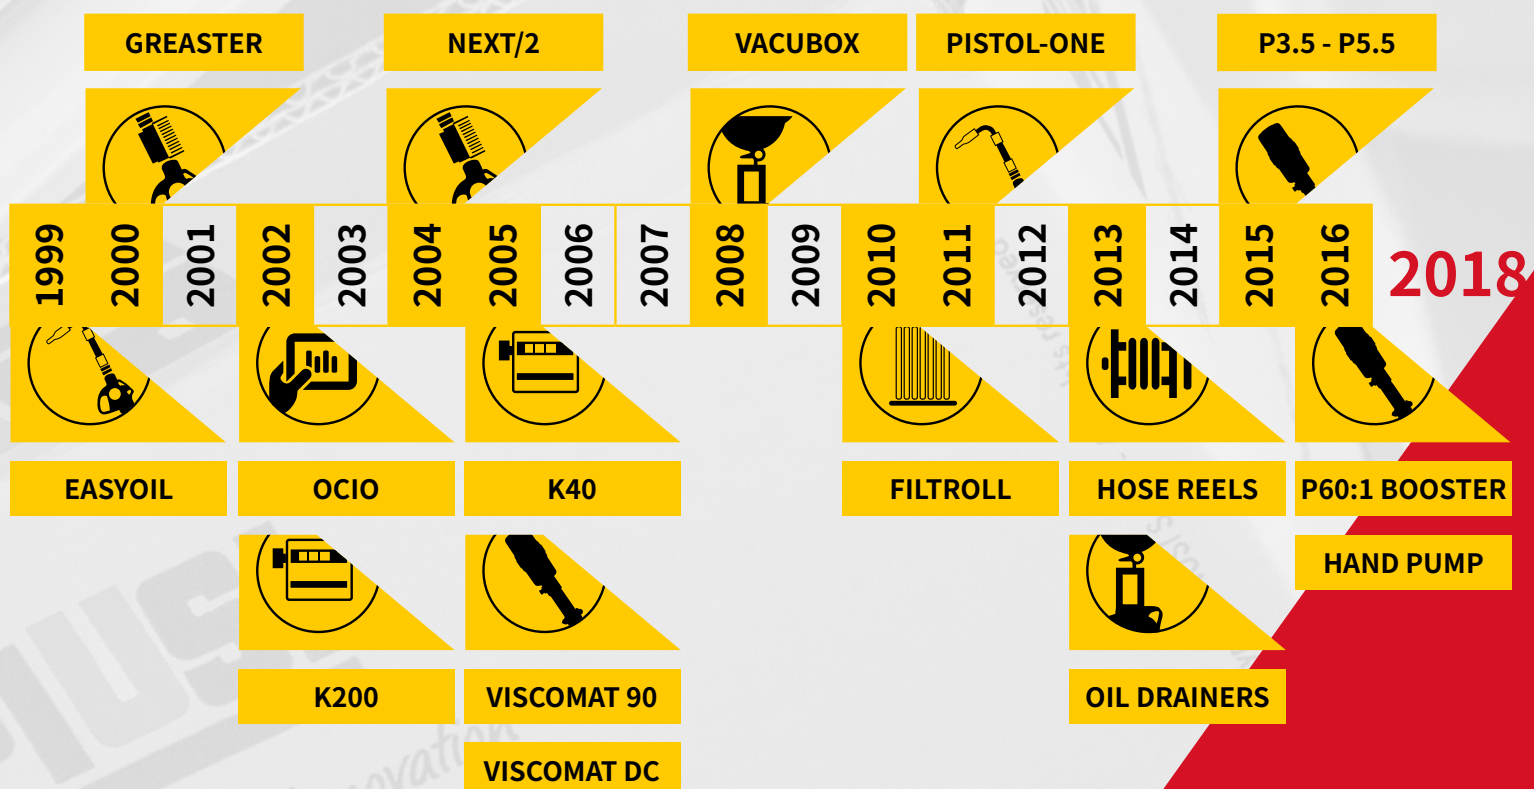 GREASTER
NEXT/2
VACUBOX
PISTOL-ONE
P3.5 - P5.5
1999
2000
2001
2002
2003
2004
2005
2006
2007
2008
2009
2010
2011
2012
2013
2014
2015
2016
2018
EASYOIL
OCIO
K40
FILTROLL
HOSE REELS
P60:1 BOOSTER
HAND PUMP
K200
VISCOMAT 90
OIL DRAINERS
VISCOMAT DC